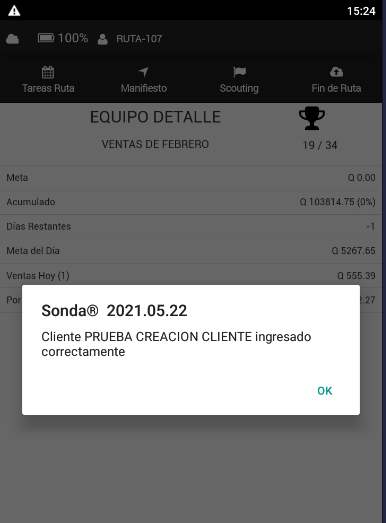 15:24
100% RUTA-107
Tareas Ruta Manifiesto Scouting Fin de Ruta
EQUIPO DETALLE
VENTAS DE FEBRERO 19 / 34
Meta Q 0.00
Acumulado Q 103814.75 (0%)
Días Restantes -1
Meta del Día Q 5267.65
Ventas Hoy (1) Q 555.39
Por 2.27
Sonda® 2021.05.22
Cliente PRUEBA CREACION CLIENTE ingresado
correctamente
OK